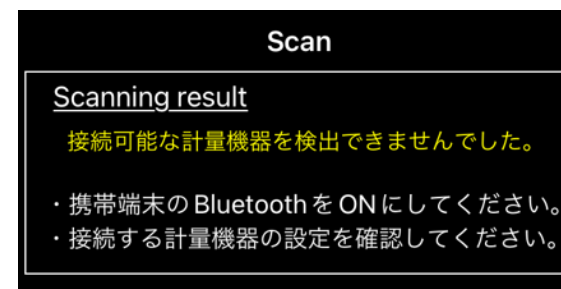 Scan
Scanning result
接続可能な計量機器を検出できませんでした。
・携帯端末のBluetoothをONにしてください。
・接続する計量機器の設定を確認してください。